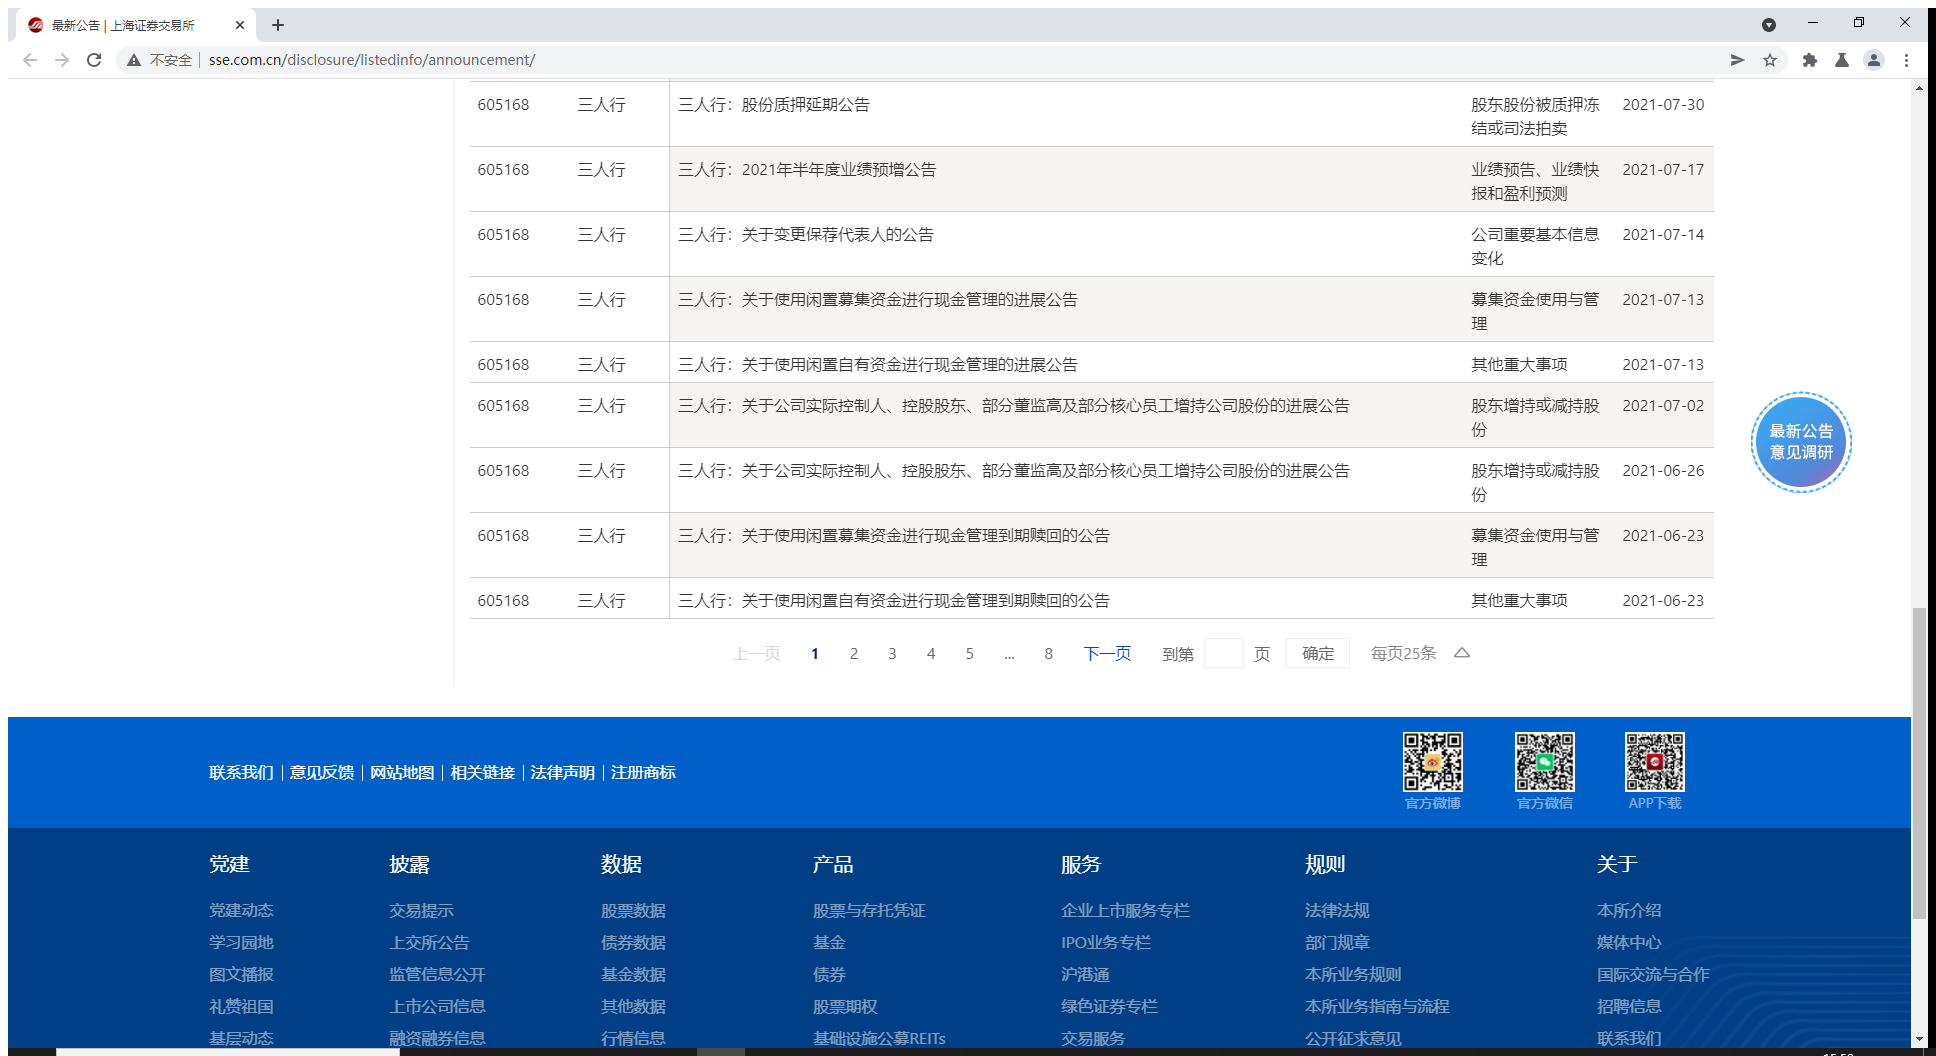 最新公告 | 上海证券交易所
不安全 sse.com.cn/disclosure/listedinfo/announcement/
605168 三人行 三人行：股份质押延期公告 股东股份被质押冻 2021-07-30
结或司法拍卖
605168 三人行 三人行：2021年半年度业绩预增公告 业绩预告、业绩快 2021-07-17
报和盈利预测
605168 三人行 三人行：关于变更保荐代表人的公告 公司重要基本信息 2021-07-14
变化
605168 三人行 三人行：关于使用闲置募集资金进行现金管理的进展公告 募集资金使用与管 2021-07-13
理
605168 三人行 三人行：关于使用闲置自有资金进行现金管理的进展公告 其他重大事项 2021-07-13
605168 三人行 三人行：关于公司实际控制人、控股股东、部分董监高及部分核心员工增持公司股份的进展公告 股东增持或减持股 2021-07-02
份
605168 三人行 三人行：关于公司实际控制人、控股股东、部分董监高及部分核心员工增持公司股份的进展公告 股东增持或减持股 2021-06-26
份
605168 三人行 三人行：关于使用闲置募集资金进行现金管理到期赎回的公告 募集资金使用与管 2021-06-23
理
605168 三人行 三人行：关于使用闲置自有资金进行现金管理到期赎回的公告 其他重大事项 2021-06-23
最新公告
意见调研
上一页 1 2 3 4 5 ... 8 下一页 到第 页 确定 每页25条
联系我们 | 意见反馈 | 网站地图 | 相关链接 | 法律声明 | 注册商标
官方微博 官方微信 APP下载
党建 披露 数据 产品 服务 规则 关于
党建动态 交易提示 股票数据 股票与存托凭证 企业上市服务专栏 法律法规 本所介绍
学习园地 上交所公告 债券数据 基金 IPO业务专栏 部门规章 媒体中心
图文播报 监管信息公开 基金数据 债券 沪港通 本所业务规则 国际交流与合作
礼赞祖国 上市公司信息 其他数据 股票期权 绿色证券专栏 本所业务指南与流程 招聘信息
基层动态 融资融券信息 行情信息 基础设施公募REITs 交易服务 公开征求意见 联系我们